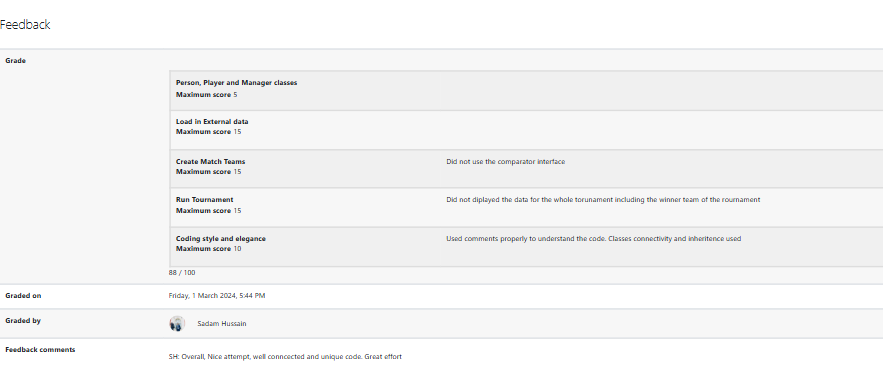 Feedback
Grade
Person, Player and Manager classes
Maximum score 5
Load in External data
Maximum score 15
Create Match Teams
Maximum score 15
Did not use the comparator interface
Run Tournament
Maximum score 15
Did not diplayed the data for the whole torunament including the winner team of the rournament
Coding style and elegance
Maximum score 10
Used comments properly to understand the code. Classes connectivity and inheritence used
88 / 100
Graded on
Friday, 1 March 2024, 5:44 PM
Graded by
Sadam Hussain
Feedback comments
SH: Overall, Nice attempt, well conncected and unique code. Great effort